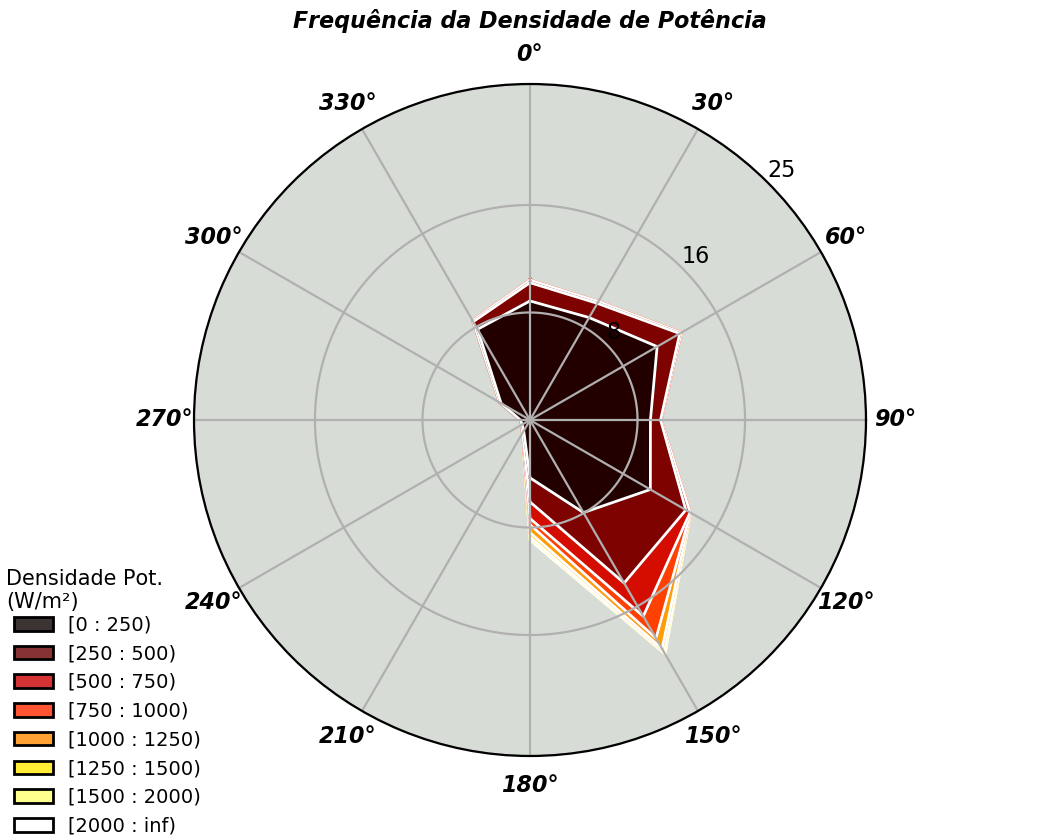 Frequência da Densidade de Potência
0°
330°
30°
25
300°
60°
16
8
270°
90°
Densidade Pot.
(W/m²)
240°
120°
[0 : 250)
[250 : 500)
[500 : 750)
[750 : 1000)
210°
150°
[1000 : 1250)
[1250 : 1500)
180°
[1500 : 2000)
[2000 : inf)